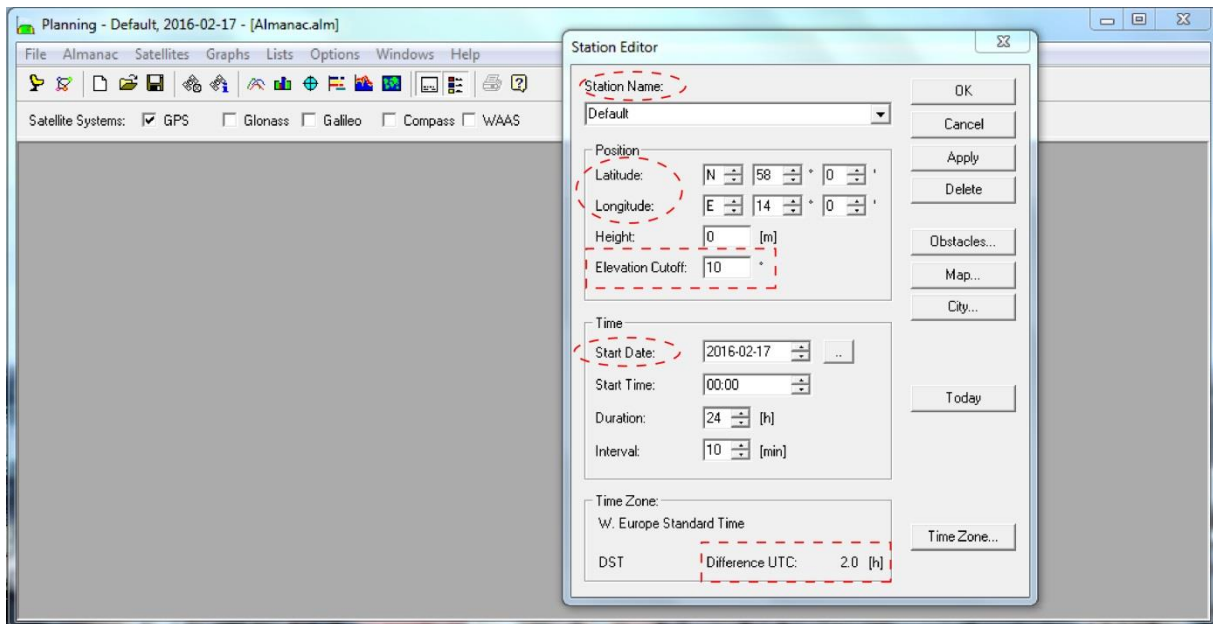 Planning - Default, 2016-02-17 - [Almanac.alm]
File Almanac Satellites Graphs Lists Options Windows Help
Satellite Systems: GPS Glonass Galileo Compass WAAS
Station Editor
Station Name:
Default
OK
Cancel
Position
Apply
Latitude: N 58 ° 0 '
Delete
Longitude: E 14 ° 0 '
Height: 0 [m]
Obstacles...
Elevation Cutoff: 10 °
Map...
City...
Time
Start Date: 2016-02-17 ..
Start Time: 00:00
Today
Duration: 24 [h]
Interval: 10 [min]
Time Zone:
W. Europe Standard Time
Time Zone...
DST Difference UTC: 2.0 [h]